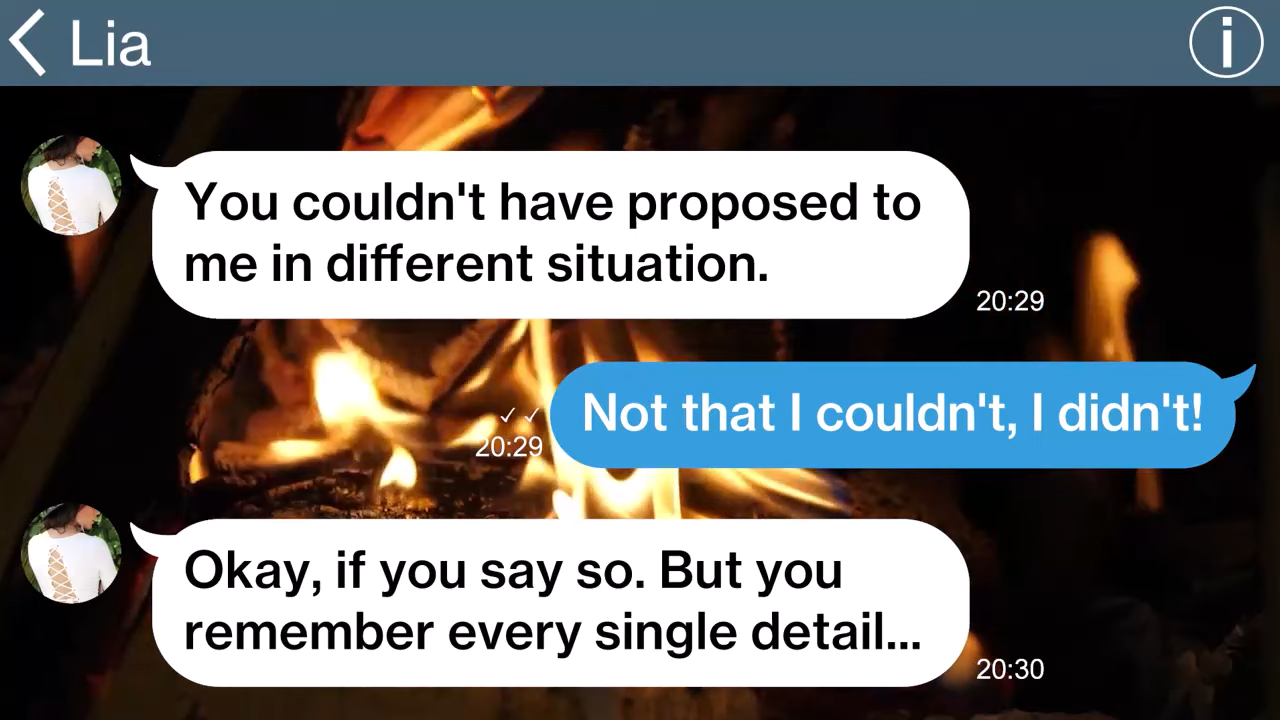 Lia
You couldn't have proposed to
me in different situation.
20:29
Not that I couldn't, I didn't!
20:29
Okay, if you say so. But you
remember every single detail...
20:30